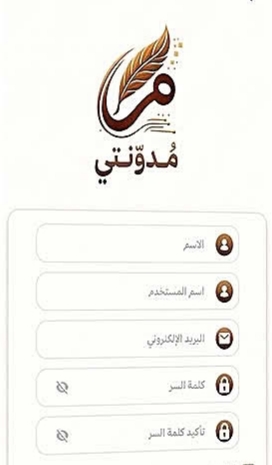 مُدوّنتي
الاسم
اسم المستخدم
البريد الإلكتروني
كلمة السر
تأكيد كلمة السر